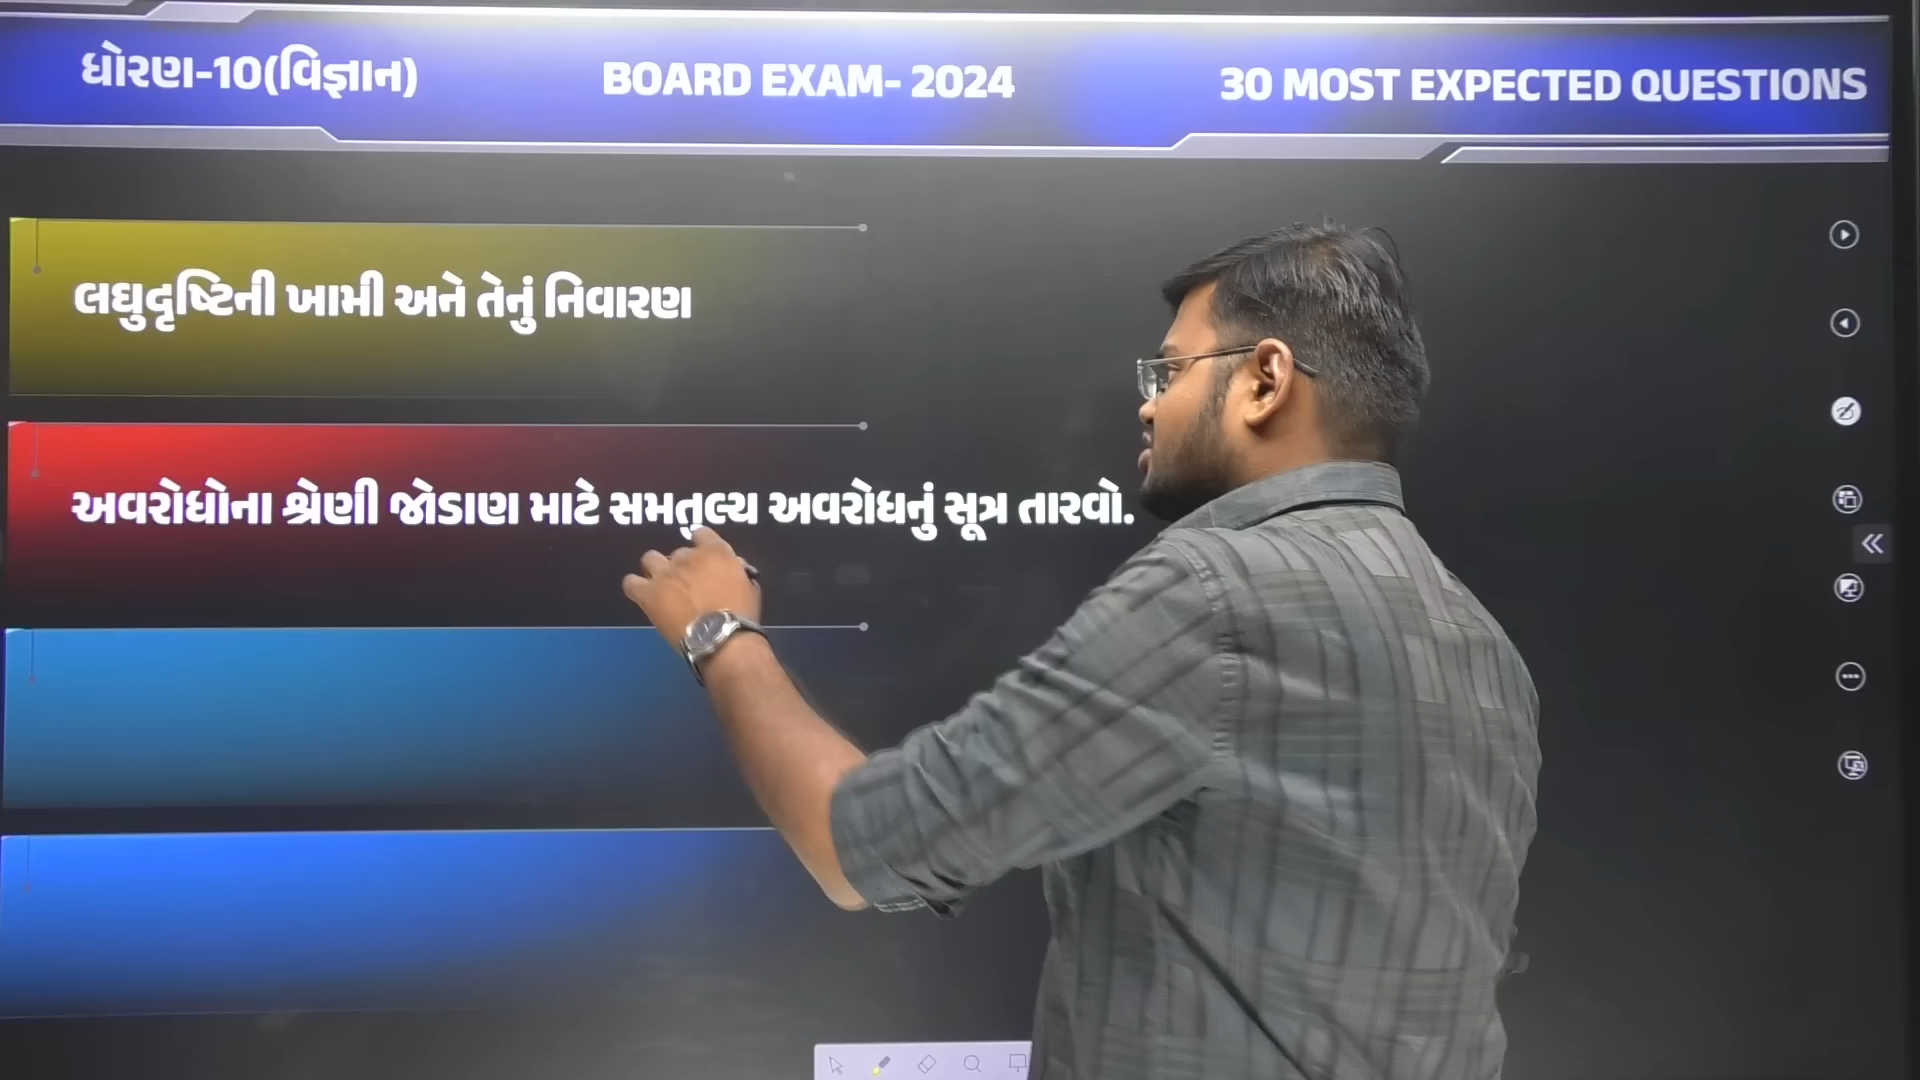 ધોરણ-10(વિજ્ઞાન)
BOARD EXAM- 2024
30 MOST EXPECTED QUESTIONS
લઘુદૃષ્ટિની ખામી અને તેનું નિવારણ
અવરોધોના શ્રેણી જોડાણ માટે સમતુલ્ય અવરોધનું સૂત્ર તારવો.